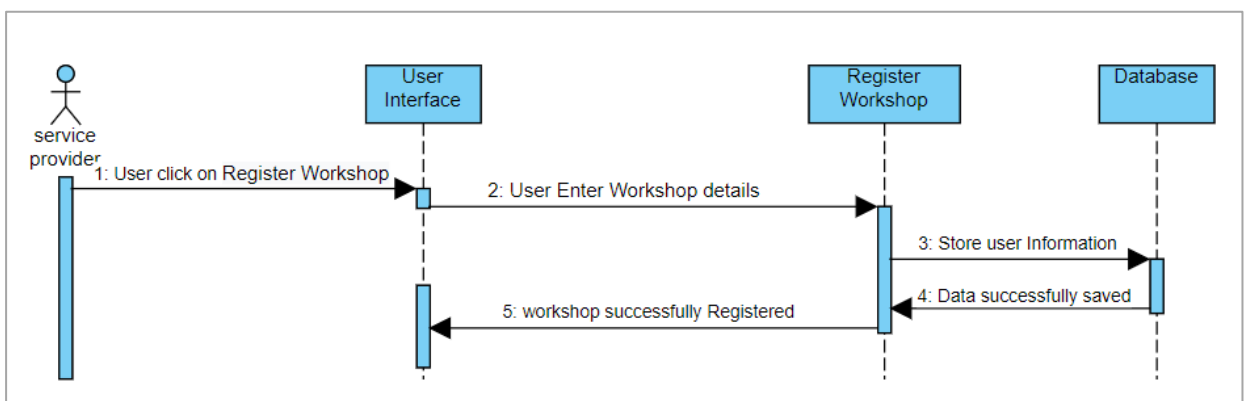 User
Interface
Register
Workshop
Database
service
provider
1: User click on Register Workshop
2: User Enter Workshop details
3: Store user Information
4: Data successfully saved
5: workshop successfully Registered